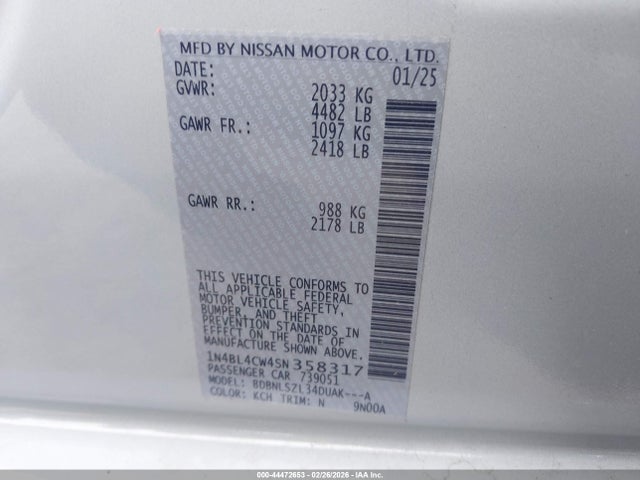 MFD BY NISSAN MOTOR CO., LTD.
DATE: 01/25
GVWR: 2033 KG
4482 LB
GAWR FR.: 1097 KG
2418 LB
GAWR RR.: 988 KG
2178 LB
THIS VEHICLE CONFORMS TO
ALL APPLICABLE FEDERAL
MOTOR VEHICLE SAFETY,
BUMPER, AND THEFT
PREVENTION STANDARDS IN
EFFECT ON THE DATE OF
MANUFACTURE SHOWN ABOVE.
1N4BL4CW4SN358317
PASSENGER CAR 739051
MODEL: BDBNLSZL34DUAK---A
COLOR: KCH TRIM: N 9N00A
000-44472653 | 02/26/2026 - IAA